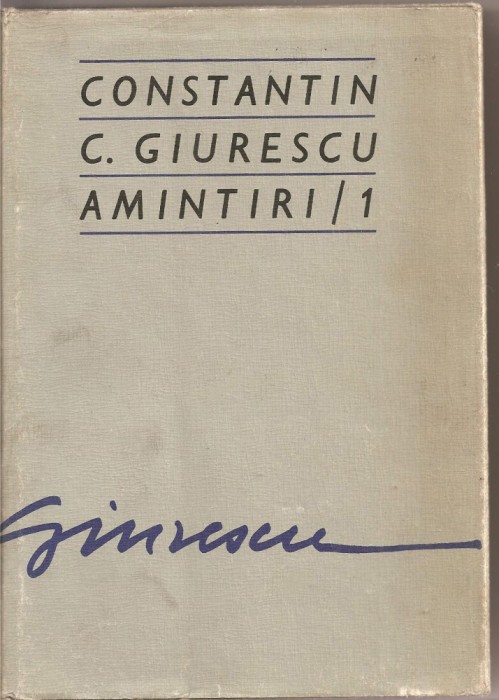 CONSTANTIN
C. GIURESCU
AMINTIRI/1
Giurescu